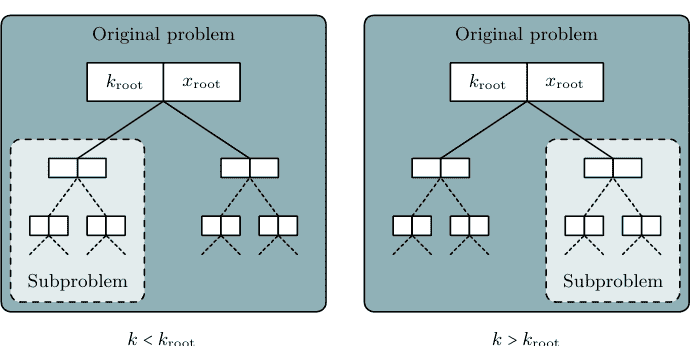 Original problem
k_root x_root
Subproblem
k < k_root
Original problem
k_root x_root
Subproblem
k > k_root